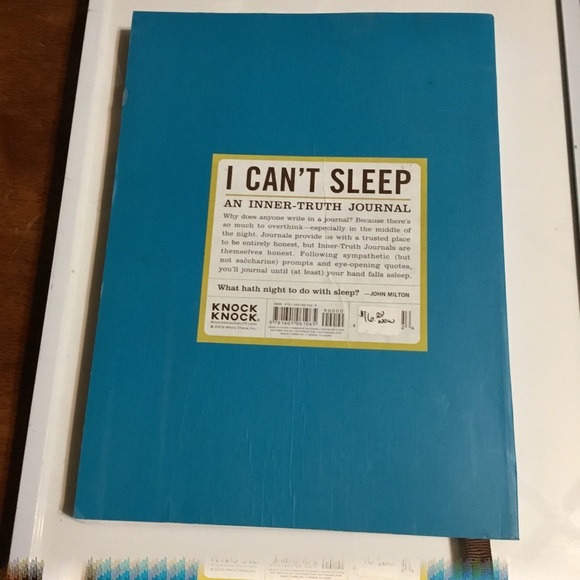 I CAN'T SLEEP
AN INNER-TRUTH JOURNAL
Why does anyone write in a journal? Because there's
so much to overthink—especially in the middle of
the night. Journals provide us with a trusted place
to be entirely honest, but Inner-Truth Journals are
themselves honest. Following sympathetic (but
not saccharine) prompts and eye-opening quotes,
you'll journal until (at least) your hand falls asleep.
What hath night to do with sleep? —JOHN MILTON
KNOCK
KNOCK®
90000
$16
new